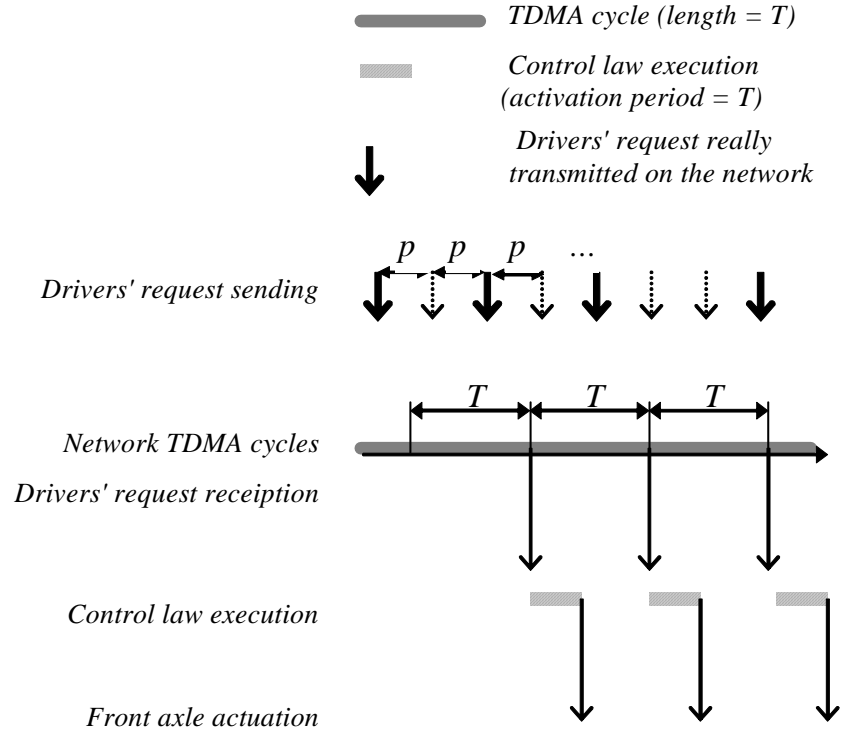 TDMA cycle (length = T)
Control law execution
(activation period = T)
Drivers' request really
transmitted on the network
p p p ...
Drivers' request sending
T T T
Network TDMA cycles
Drivers' request receiption
Control law execution
Front axle actuation